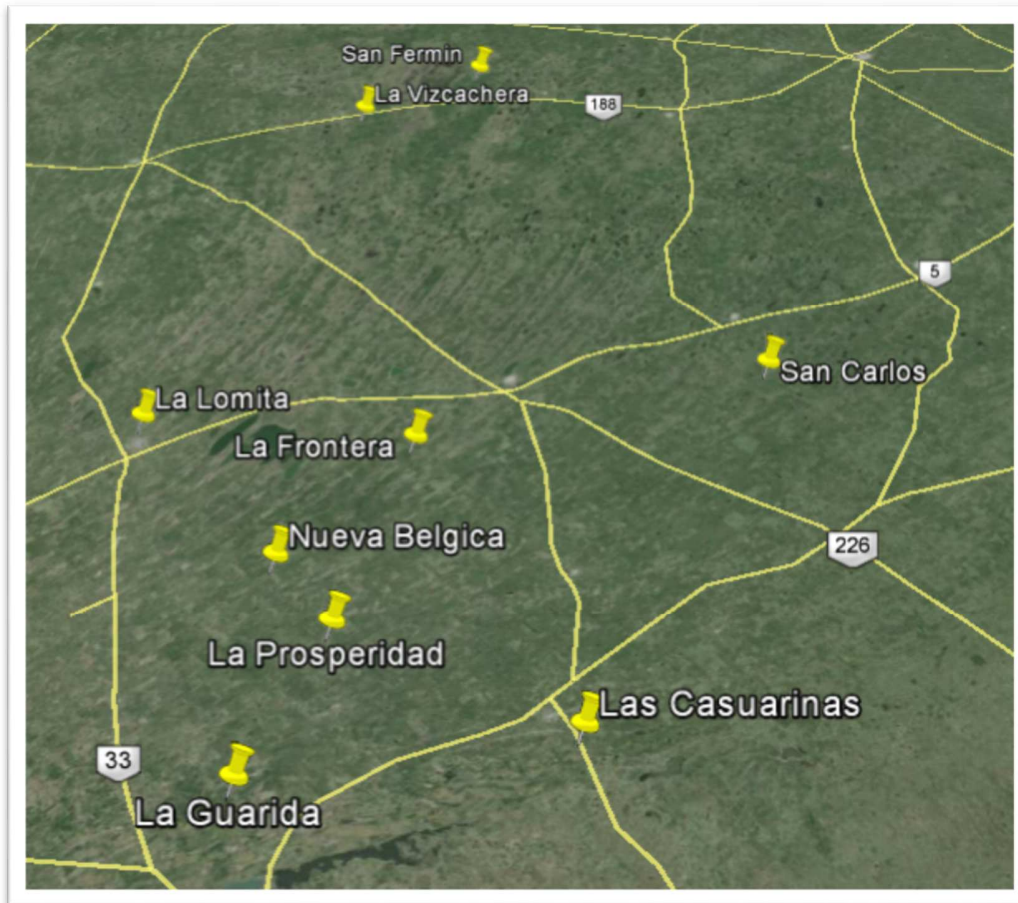 San Fermin
La Vizcachera
188
5
San Carlos
La Lomita
La Frontera
Nueva Belgica
226
La Prosperidad
Las Casuarinas
33
La Guarida